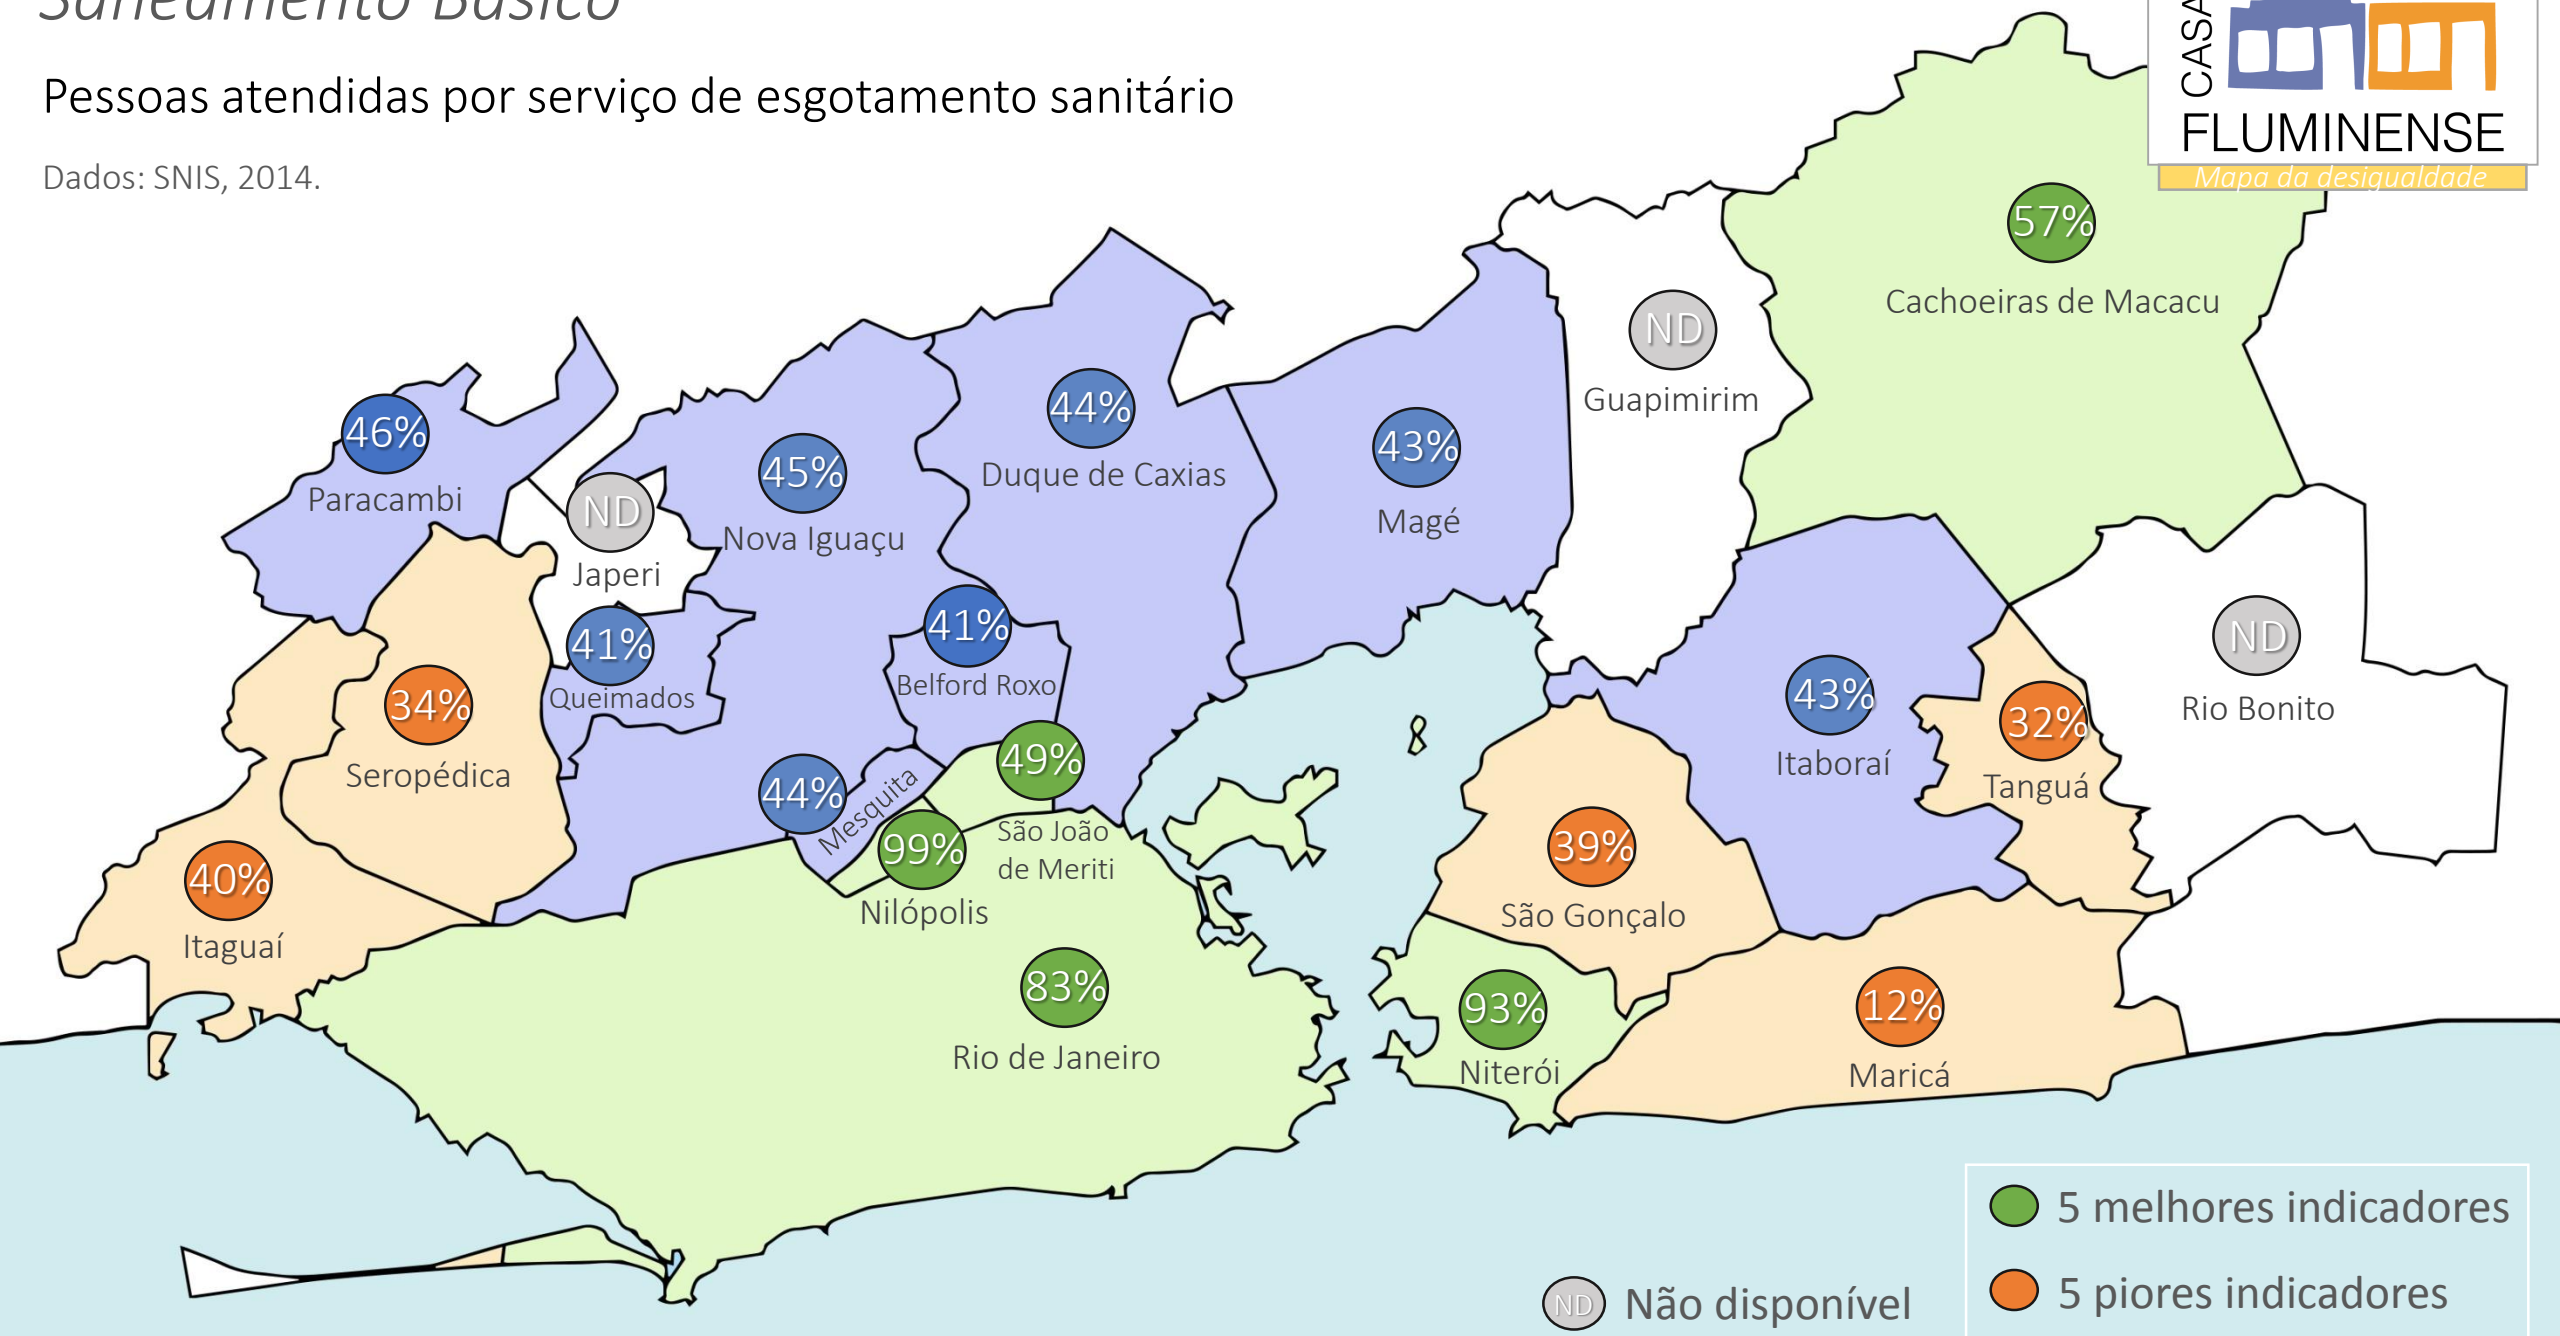 Saneamento Básico
Pessoas atendidas por serviço de esgotamento sanitário
Dados: SNIS, 2014.
CASA
FLUMINENSE
Mapa da desigualdade
57%
Cachoeiras de Macacu
ND
Guapimirim
44%
Duque de Caxias
43%
Magé
46%
Paracambi
45%
Nova Iguaçu
ND
Japeri
41%
Queimados
41%
Belford Roxo
ND
Rio Bonito
34%
Seropédica
43%
Itaboraí
32%
Tanguá
44%
Mesquita
49%
São João
de Meriti
99%
Nilópolis
39%
São Gonçalo
40%
Itaguaí
83%
Rio de Janeiro
93%
Niterói
12%
Maricá
5 melhores indicadores
5 piores indicadores
ND Não disponível